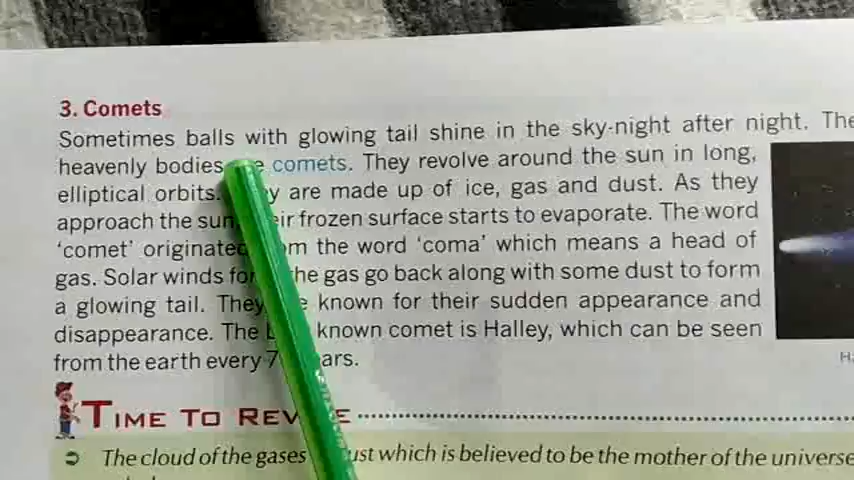 3. Comets
Sometimes balls with glowing tail shine in the sky-night after night. The
heavenly bodies comets. They revolve around the sun in long,
elliptical orbits. are made up of ice, gas and dust. As they
approach the sun, frozen surface starts to evaporate. The word
'comet' originated the word 'coma' which means a head of
gas. Solar winds the gas go back along with some dust to form
a glowing tail. They known for their sudden appearance and
disappearance. The known comet is Halley, which can be seen
from the earth every
TIME TO
The cloud of the gases which is believed to be the mother of the universe